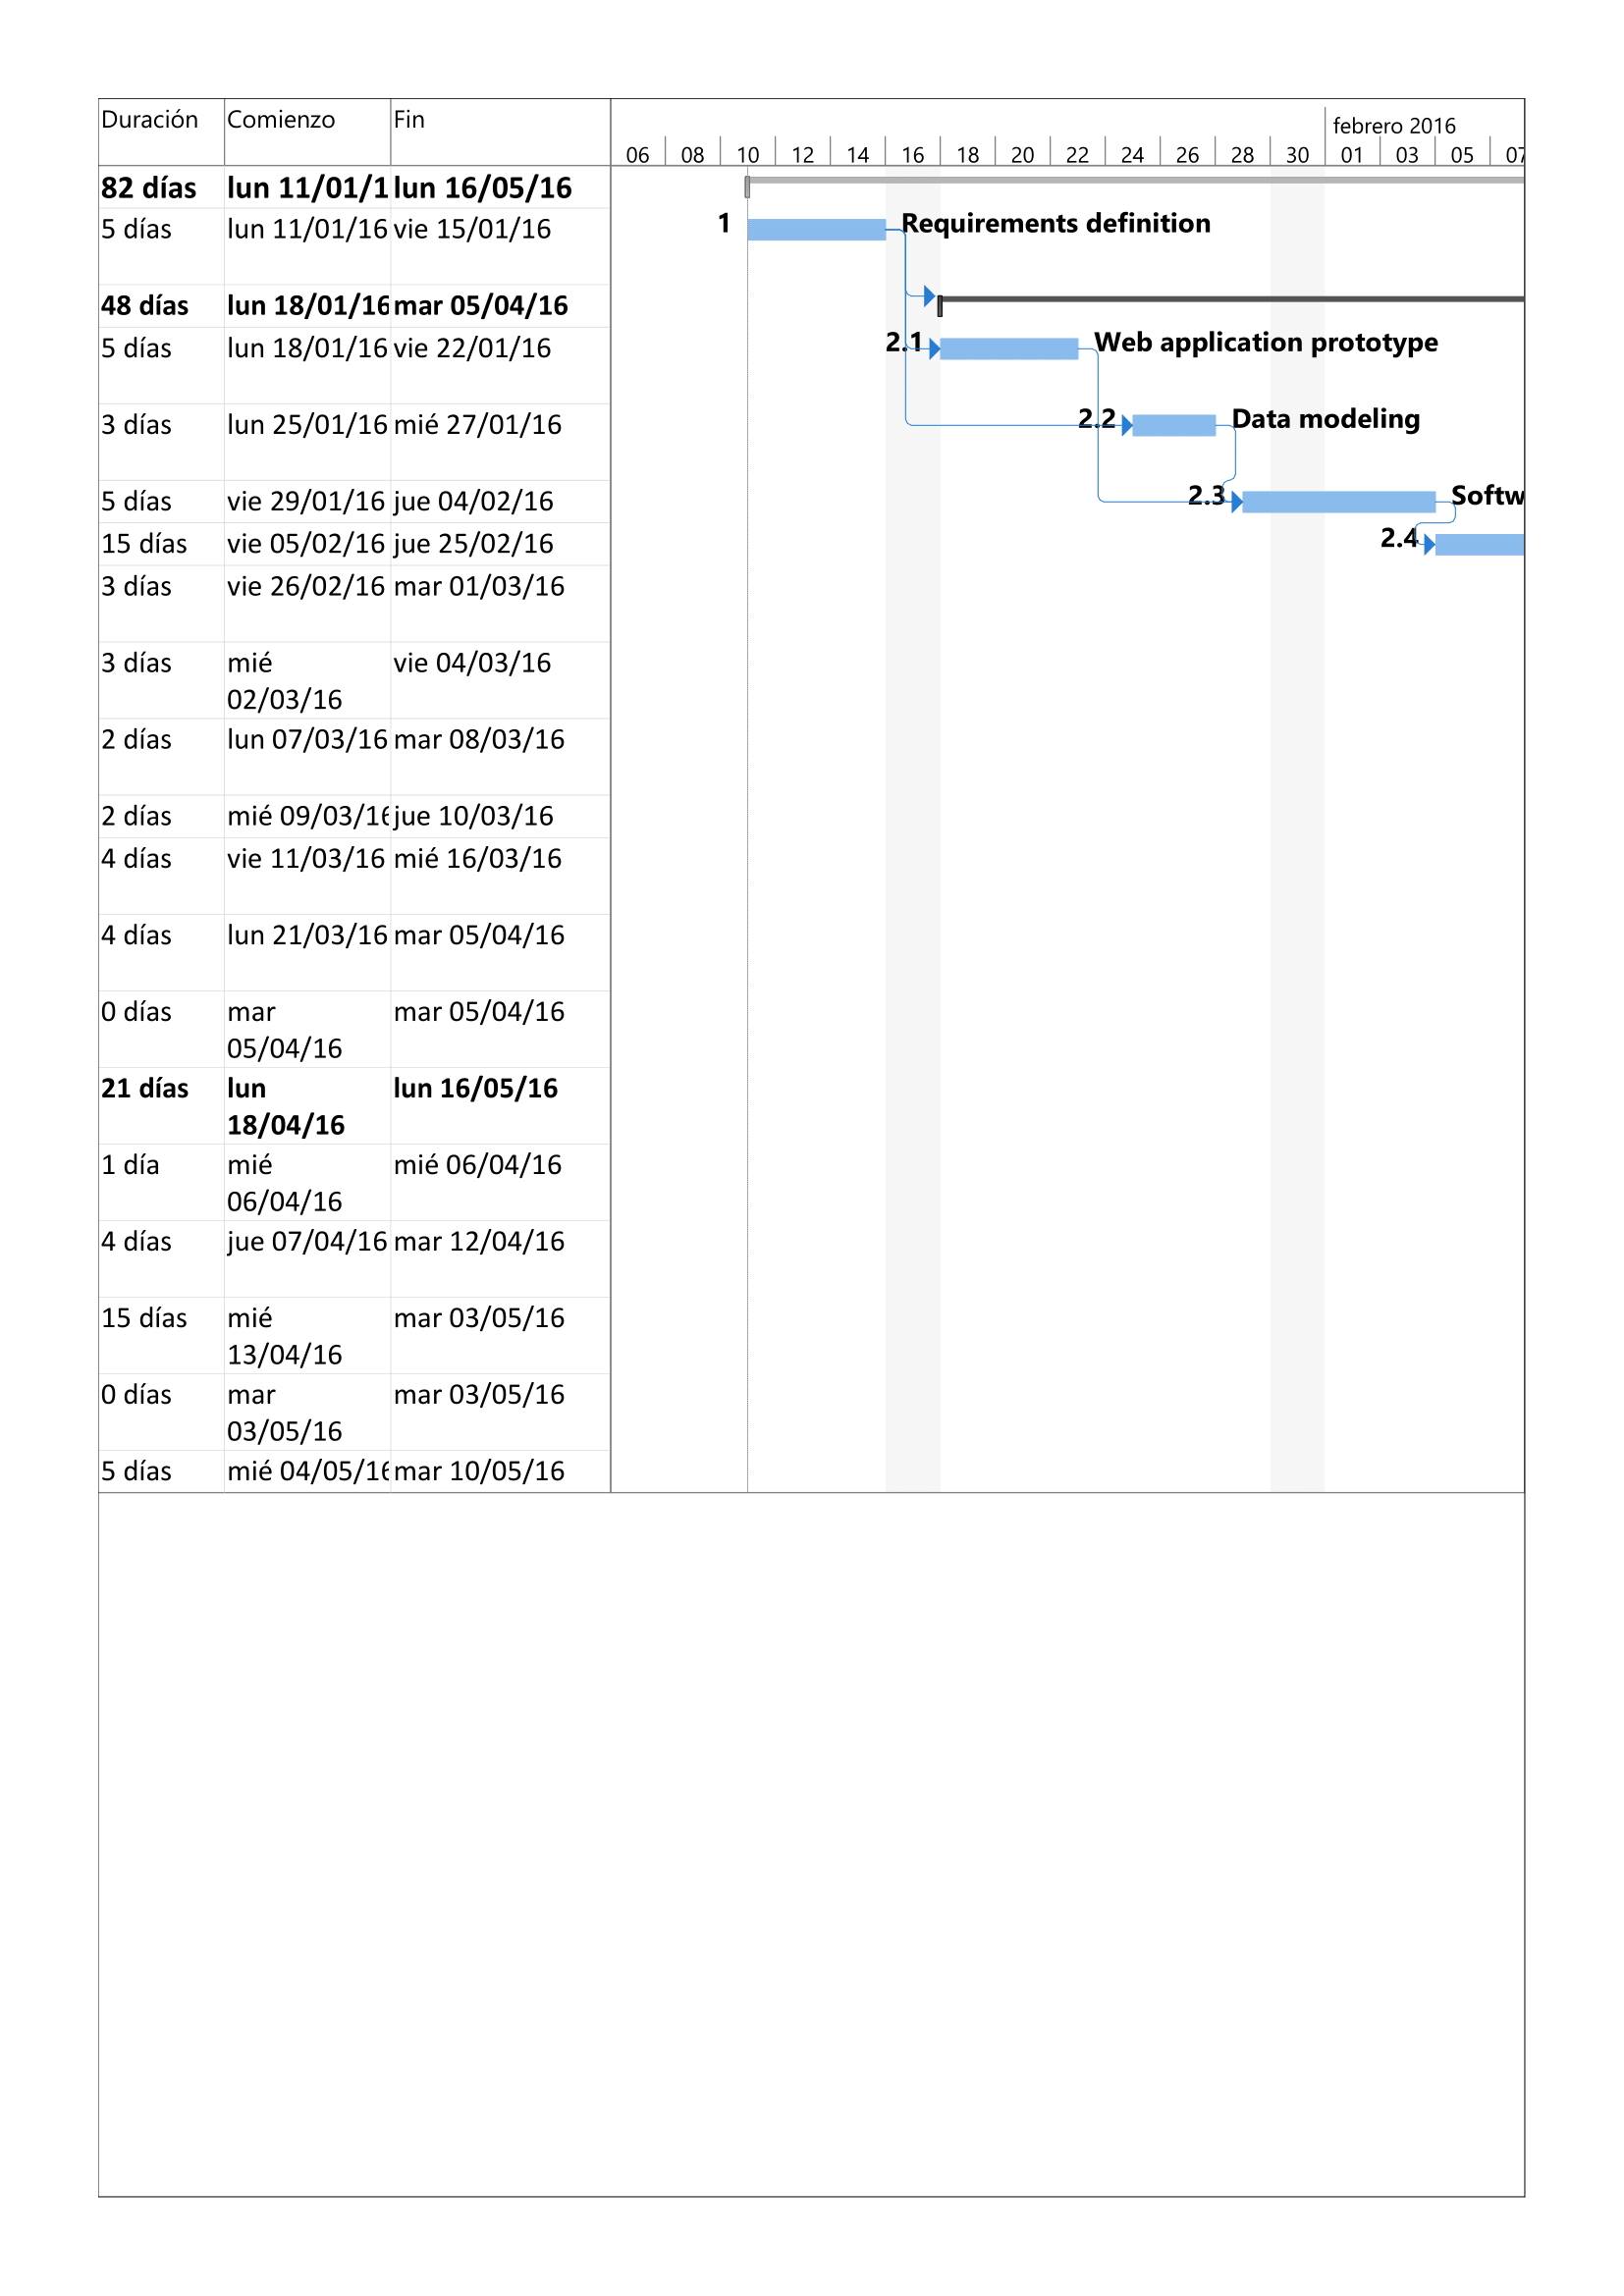 Duración Comienzo Fin
febrero 2016
06 08 10 12 14 16 18 20 22 24 26 28 30 01 03 05 07
82 días lun 11/01/1 lun 16/05/16
5 días lun 11/01/16 vie 15/01/16 1 Requirements definition
48 días lun 18/01/16 mar 05/04/16
5 días lun 18/01/16 vie 22/01/16 2.1 Web application prototype
3 días lun 25/01/16 mié 27/01/16 2.2 Data modeling
5 días vie 29/01/16 jue 04/02/16 2.3 Softw
15 días vie 05/02/16 jue 25/02/16 2.4
3 días vie 26/02/16 mar 01/03/16
3 días mié vie 04/03/16
02/03/16
2 días lun 07/03/16 mar 08/03/16
2 días mié 09/03/16 jue 10/03/16
4 días vie 11/03/16 mié 16/03/16
4 días lun 21/03/16 mar 05/04/16
0 días mar mar 05/04/16
05/04/16
21 días lun lun 16/05/16
18/04/16
1 día mié mié 06/04/16
06/04/16
4 días jue 07/04/16 mar 12/04/16
15 días mié mar 03/05/16
13/04/16
0 días mar mar 03/05/16
03/05/16
5 días mié 04/05/16 mar 10/05/16